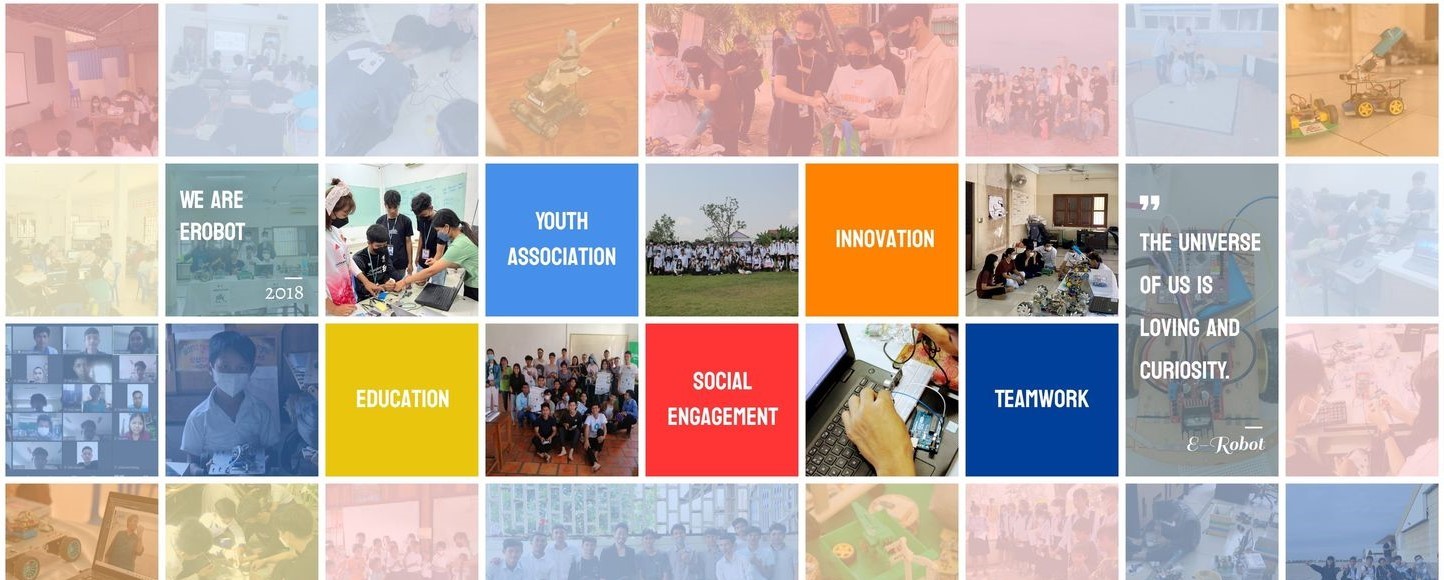 WE ARE
EROBOT
2018
YOUTH
ASSOCIATION
INNOVATION
”
THE UNIVERSE
OF US IS
LOVING AND
CURIOSITY.
E-Robot
EDUCATION
SOCIAL
ENGAGEMENT
TEAMWORK